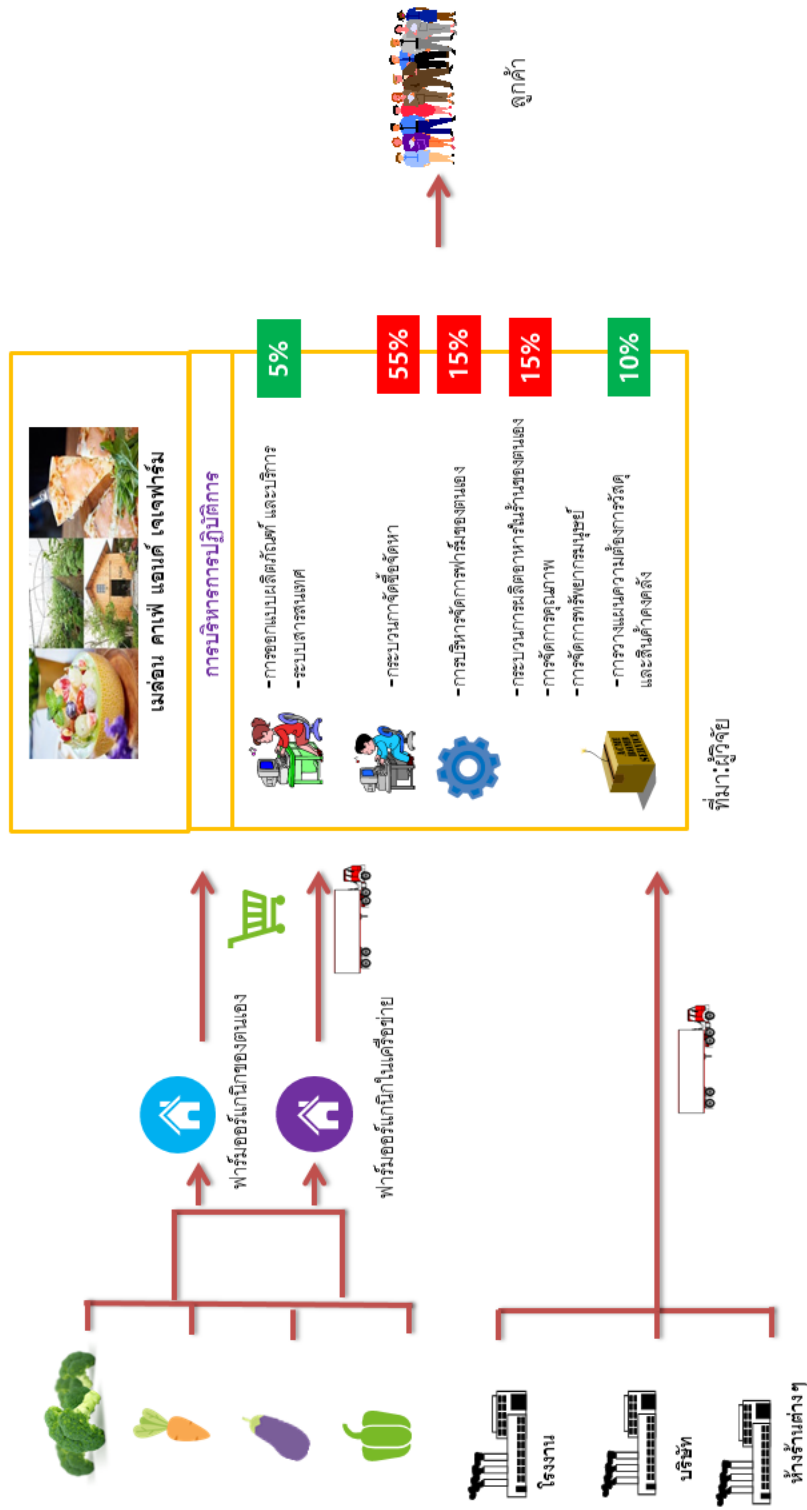 เมล่อน คาเฟ่ แอนด์ เจเจฟาร์ม
การบริหารการปฏิบัติการ
-การออกแบบผลิตภัณฑ์ และบริการ
-ระบบสารสนเทศ
5%
-กระบวนกาจัดซื้อจัดหา
55%
-การบริหารจัดการฟาร์มของตนเอง
15%
-กระบวนการผลิตอาหารในร้านของตนเอง
-การจัดการคุณภาพ
-การจัดการทรัพยากรมนุษย์
15%
-การวางแผนความต้องการวัสดุ
และสินค้าคงคลัง
10%
ACME
BOMB
SERVICE
ฟาร์มออร์แกนิกของตนเอง
ฟาร์มออร์แกนิกในเครือข่าย
โรงงาน
บริษัท
ห้างร้านต่างๆ
ลูกค้า
ที่มา:ผู้วิจัย